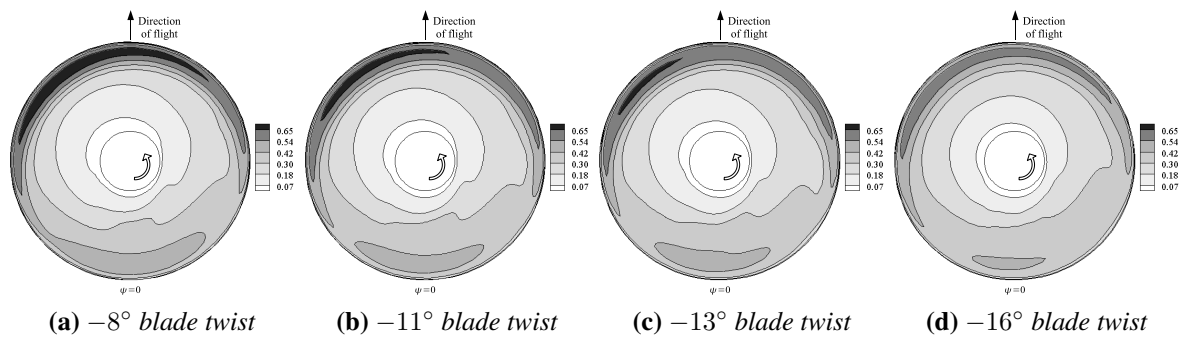 Direction
of flight
0.65
0.54
0.42
0.30
0.18
0.07
ψ=0
(a) −8° blade twist
Direction
of flight
0.65
0.54
0.42
0.30
0.18
0.07
ψ=0
(b) −11° blade twist
Direction
of flight
0.65
0.54
0.42
0.30
0.18
0.07
ψ=0
(c) −13° blade twist
Direction
of flight
0.65
0.54
0.42
0.30
0.18
0.07
ψ=0
(d) −16° blade twist